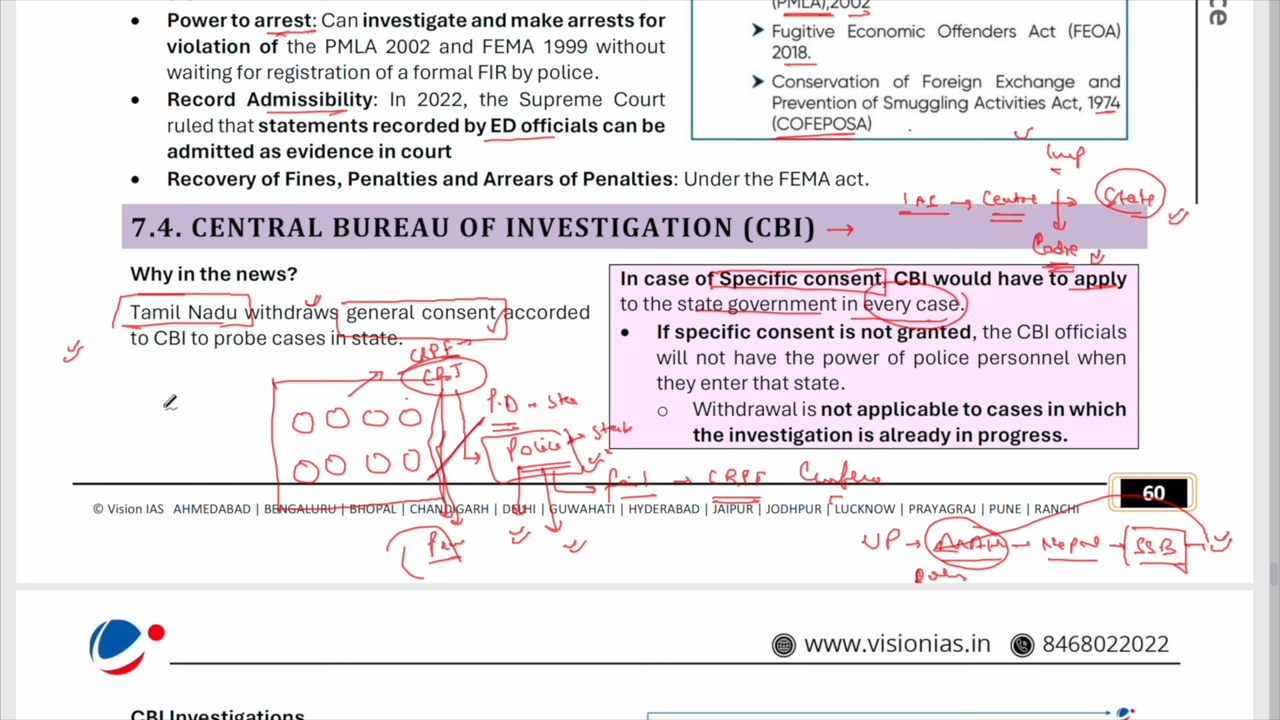 • Power to arrest: Can investigate and make arrests for
violation of the PMLA 2002 and FEMA 1999 without
waiting for registration of a formal FIR by police.
• Record Admissibility: In 2022, the Supreme Court
ruled that statements recorded by ED officials can be
admitted as evidence in court
• Recovery of Fines, Penalties and Arrears of Penalties: Under the FEMA act.
(PMLA),2002
➤ Fugitive Economic Offenders Act (FEOA)
2018.
➤ Conservation of Foreign Exchange and
Prevention of Smuggling Activities Act, 1974
(COFEPOSA)
ce
Imp
IAS → Centre → State
Cadre
7.4. CENTRAL BUREAU OF INVESTIGATION (CBI) →
Why in the news?
Tamil Nadu withdraws general consent accorded
to CBI to probe cases in state.
In case of Specific consent, CBI would have to apply
to the state government in every case.
• If specific consent is not granted, the CBI officials
will not have the power of police personnel when
they enter that state.
o Withdrawal is not applicable to cases in which
the investigation is already in progress.
CRPF →
Police
fail → CRPF
60
© Vision IAS AHMEDABAD | BENGALURU | BHOPAL | CHANDIGARH | DELHI | GUWAHATI | HYDERABAD | JAIPUR | JODHPUR | LUCKNOW | PRAYAGRAJ | PUNE | RANCHI
UP → → Nepal → SSB
www.visionias.in 8468022022
CBI Investigations